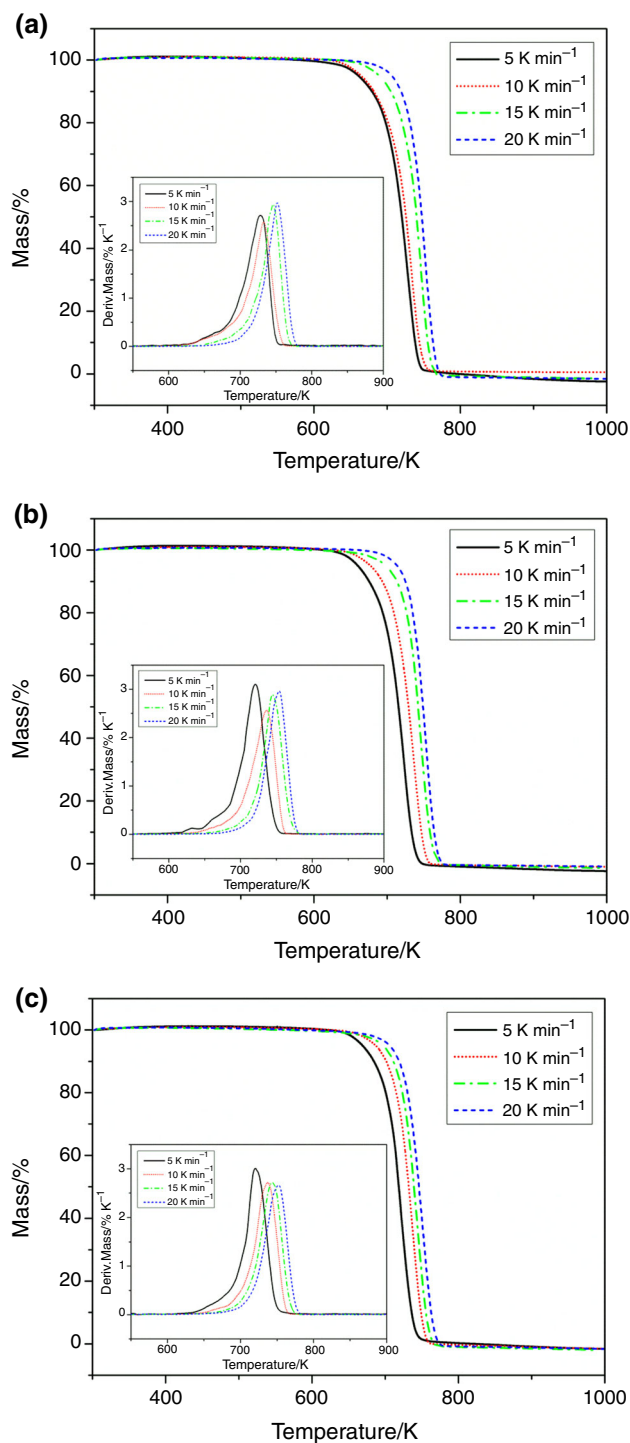 (a)
100
80
60
40
20
0
Mass/%
5 K min−1
10 K min−1
15 K min−1
20 K min−1
5 K min−1
10 K min−1
15 K min−1
20 K min−1
3
2
1
0
Deriv.Mass/% K−1
600 700 800 900
Temperature/K
400 600 800 1000
Temperature/K
(b)
100
80
60
40
20
0
Mass/%
5 K min−1
10 K min−1
15 K min−1
20 K min−1
5 K min−1
10 K min−1
15 K min−1
20 K min−1
3
2
1
0
Deriv.Mass/% K−1
600 700 800 900
Temperature/K
400 600 800 1000
Temperature/K
(c)
100
80
60
40
20
0
Mass/%
5 K min−1
10 K min−1
15 K min−1
20 K min−1
5 K min−1
10 K min−1
15 K min−1
20 K min−1
3
2
1
0
Deriv.Mass/% K−1
600 700 800 900
Temperature/K
400 600 800 1000
Temperature/K